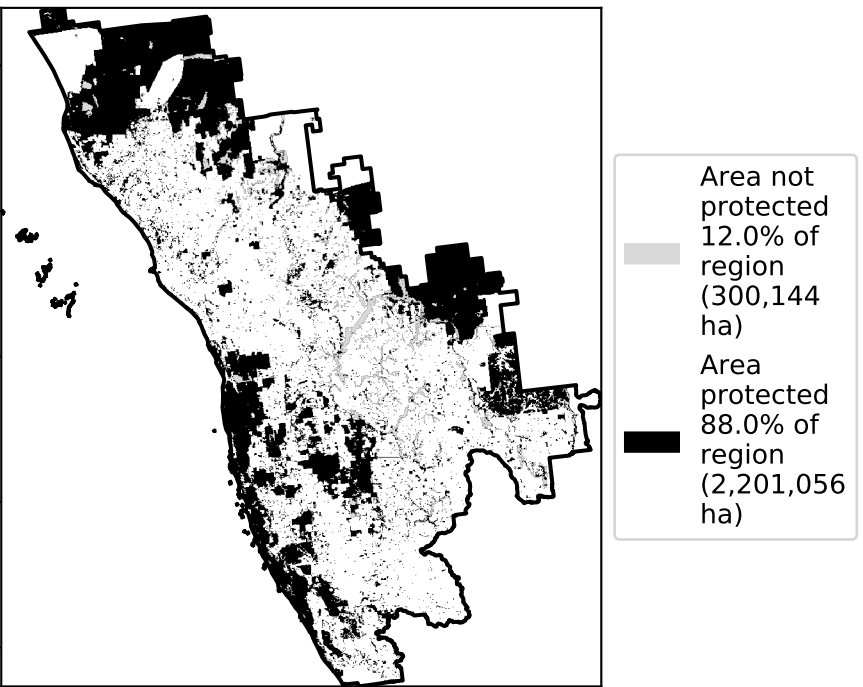 Area not
protected
12.0% of
region
(300,144
ha)
Area
protected
88.0% of
region
(2,201,056
ha)